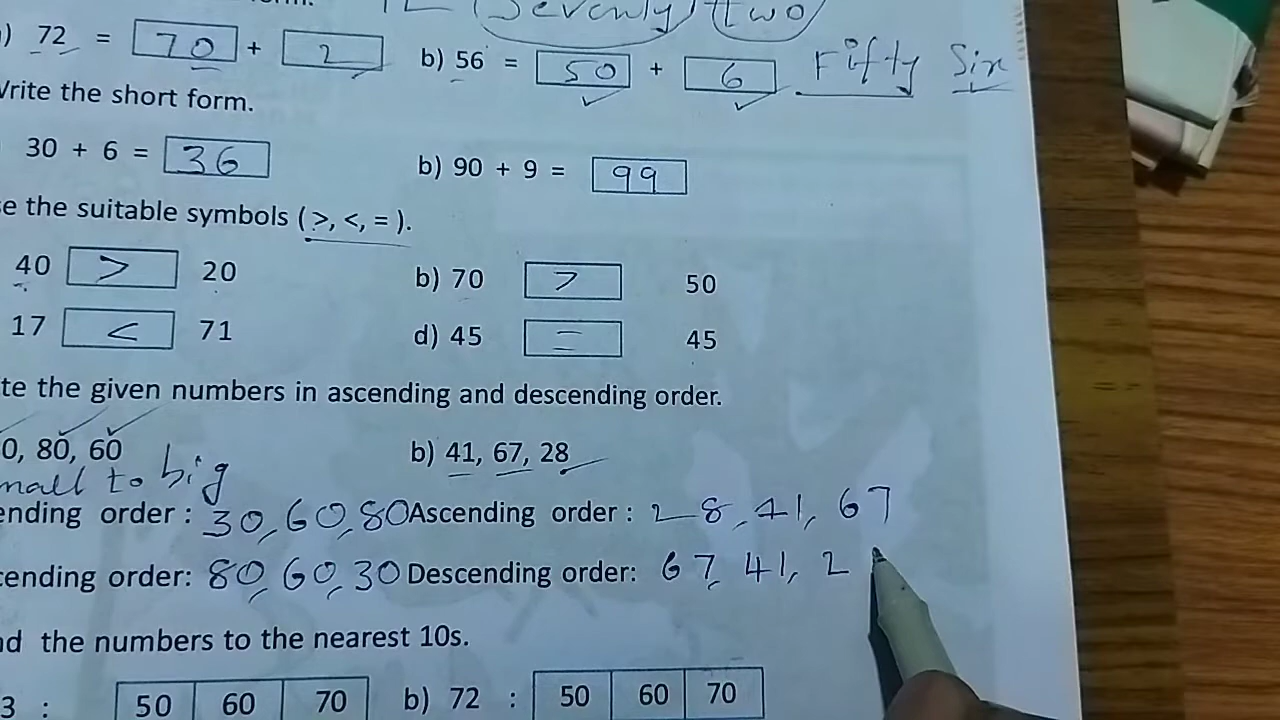 72 = 70 + 2 b) 56 = 50 + 6 Fifty Six
Write the short form.
30 + 6 = 36 b) 90 + 9 = 99
e the suitable symbols ( >, <, = ).
40 > 20 b) 70 > 50
17 < 71 d) 45 = 45
te the given numbers in ascending and descending order.
0, 80, 60 b) 41, 67, 28
mall to big
ending order : 30, 60, 80 Ascending order : 28, 41, 67
cending order: 80, 60, 30 Descending order: 67, 41, 2
nd the numbers to the nearest 10s.
3 : 50 60 70 b) 72 : 50 60 70